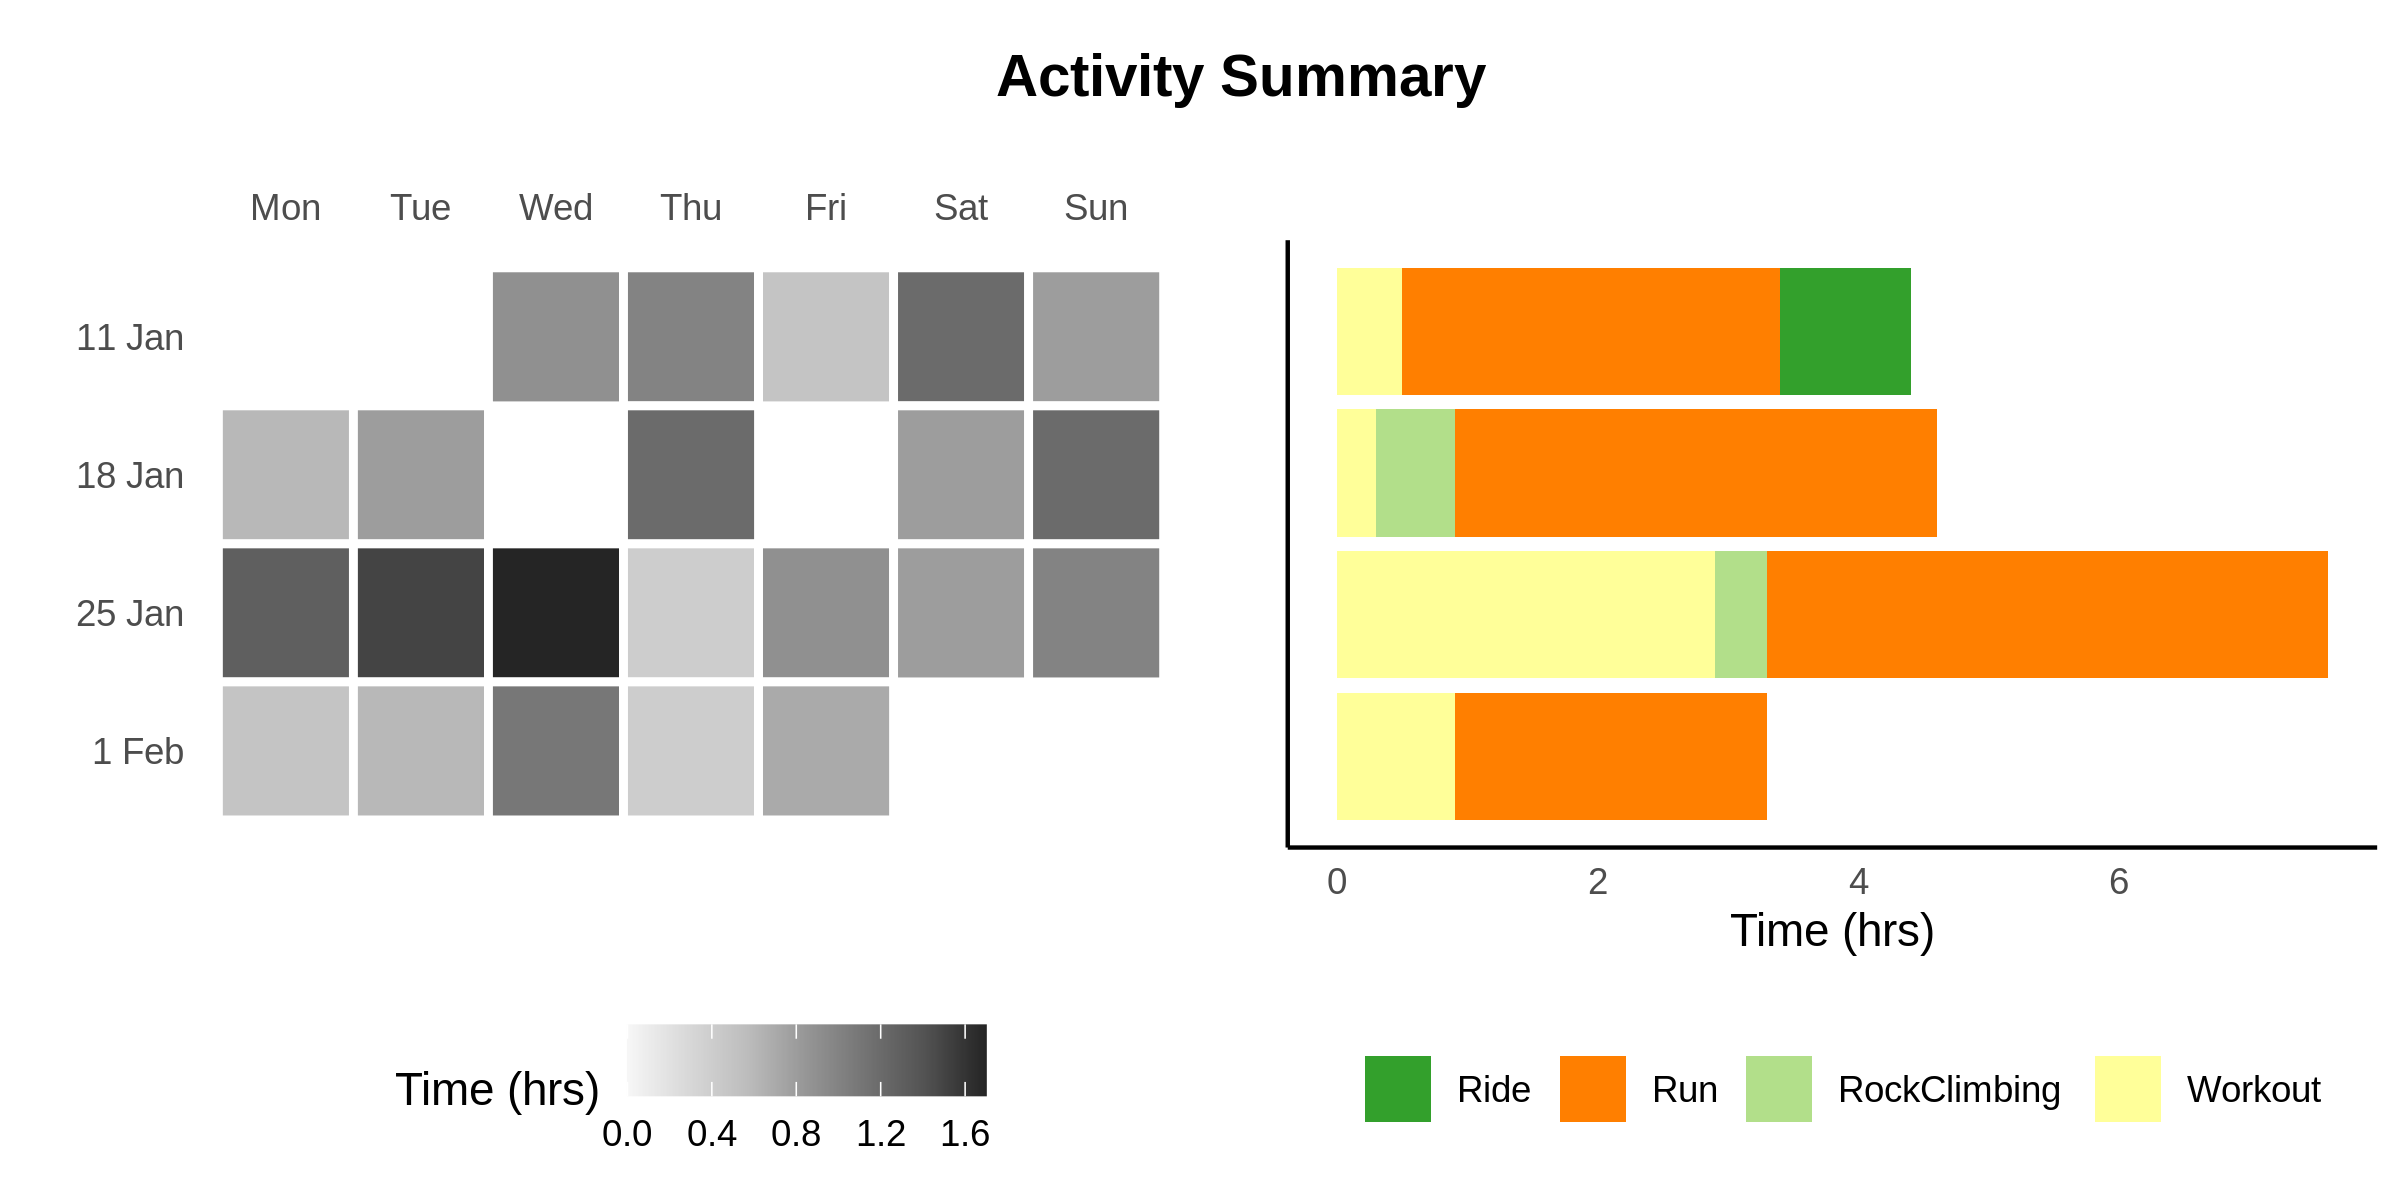 Activity Summary
Mon Tue Wed Thu Fri Sat Sun
11 Jan
18 Jan
25 Jan
1 Feb
0 2 4 6
Time (hrs)
Time (hrs)
0.0 0.4 0.8 1.2 1.6
Ride Run RockClimbing Workout